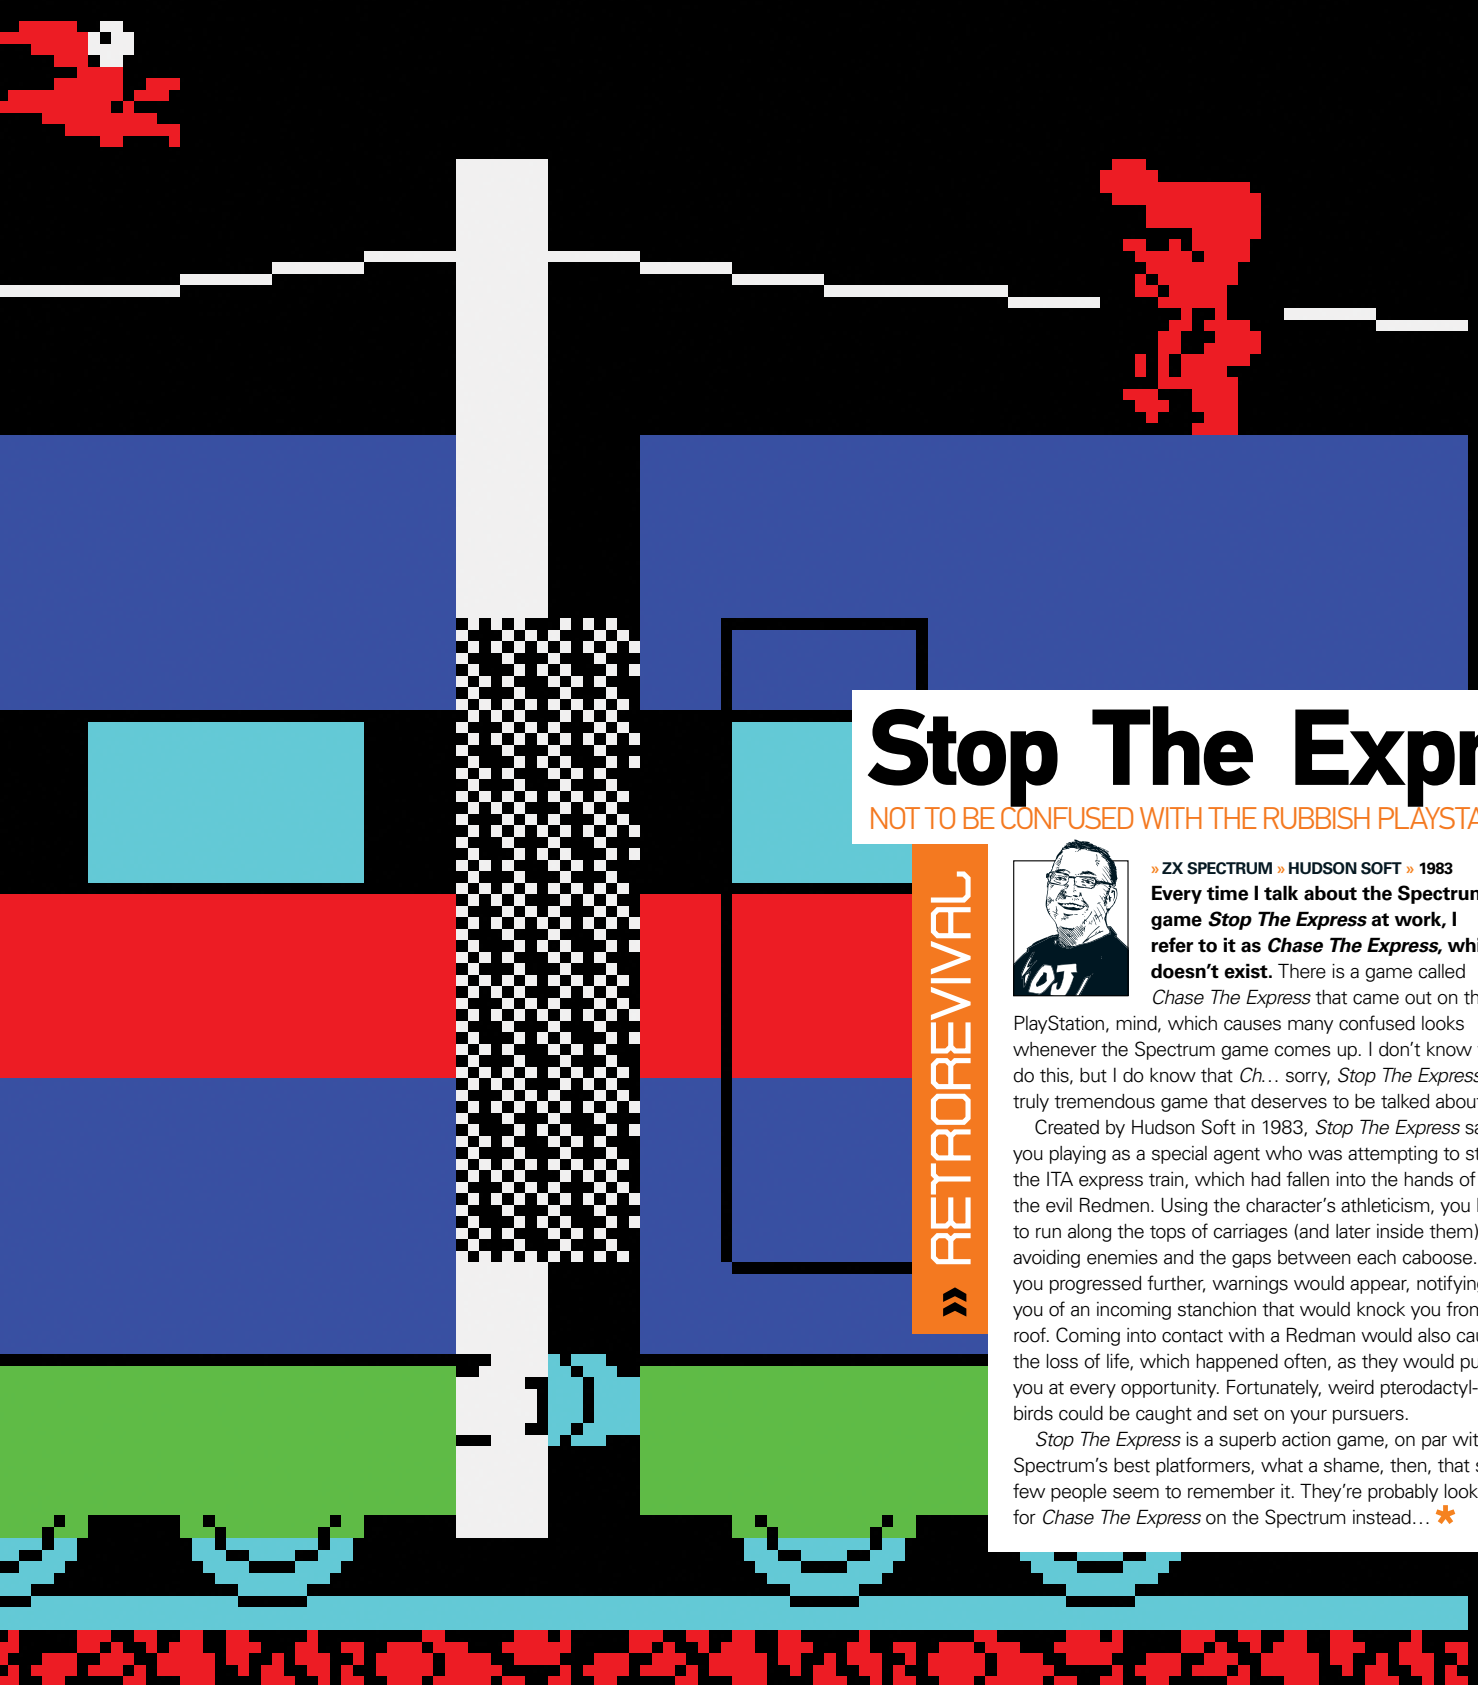 Stop The Expr
NOT TO BE CONFUSED WITH THE RUBBISH PLAYSTA
» RETROREVIVAL
» ZX SPECTRUM » HUDSON SOFT » 1983
Every time I talk about the Spectrum
game Stop The Express at work, I
refer to it as Chase The Express, whi
doesn’t exist. There is a game called
Chase The Express that came out on th
PlayStation, mind, which causes many confused looks
whenever the Spectrum game comes up. I don’t know
do this, but I do know that Ch… sorry, Stop The Express
truly tremendous game that deserves to be talked about
Created by Hudson Soft in 1983, Stop The Express sa
you playing as a special agent who was attempting to st
the ITA express train, which had fallen into the hands of
the evil Redmen. Using the character’s athleticism, you
to run along the tops of carriages (and later inside them)
avoiding enemies and the gaps between each caboose.
you progressed further, warnings would appear, notifying
you of an incoming stanchion that would knock you from
roof. Coming into contact with a Redman would also cau
the loss of life, which happened often, as they would pu
you at every opportunity. Fortunately, weird pterodactyl-
birds could be caught and set on your pursuers.
Stop The Express is a superb action game, on par wit
Spectrum’s best platformers, what a shame, then, that s
few people seem to remember it. They’re probably look
for Chase The Express on the Spectrum instead…
OJ